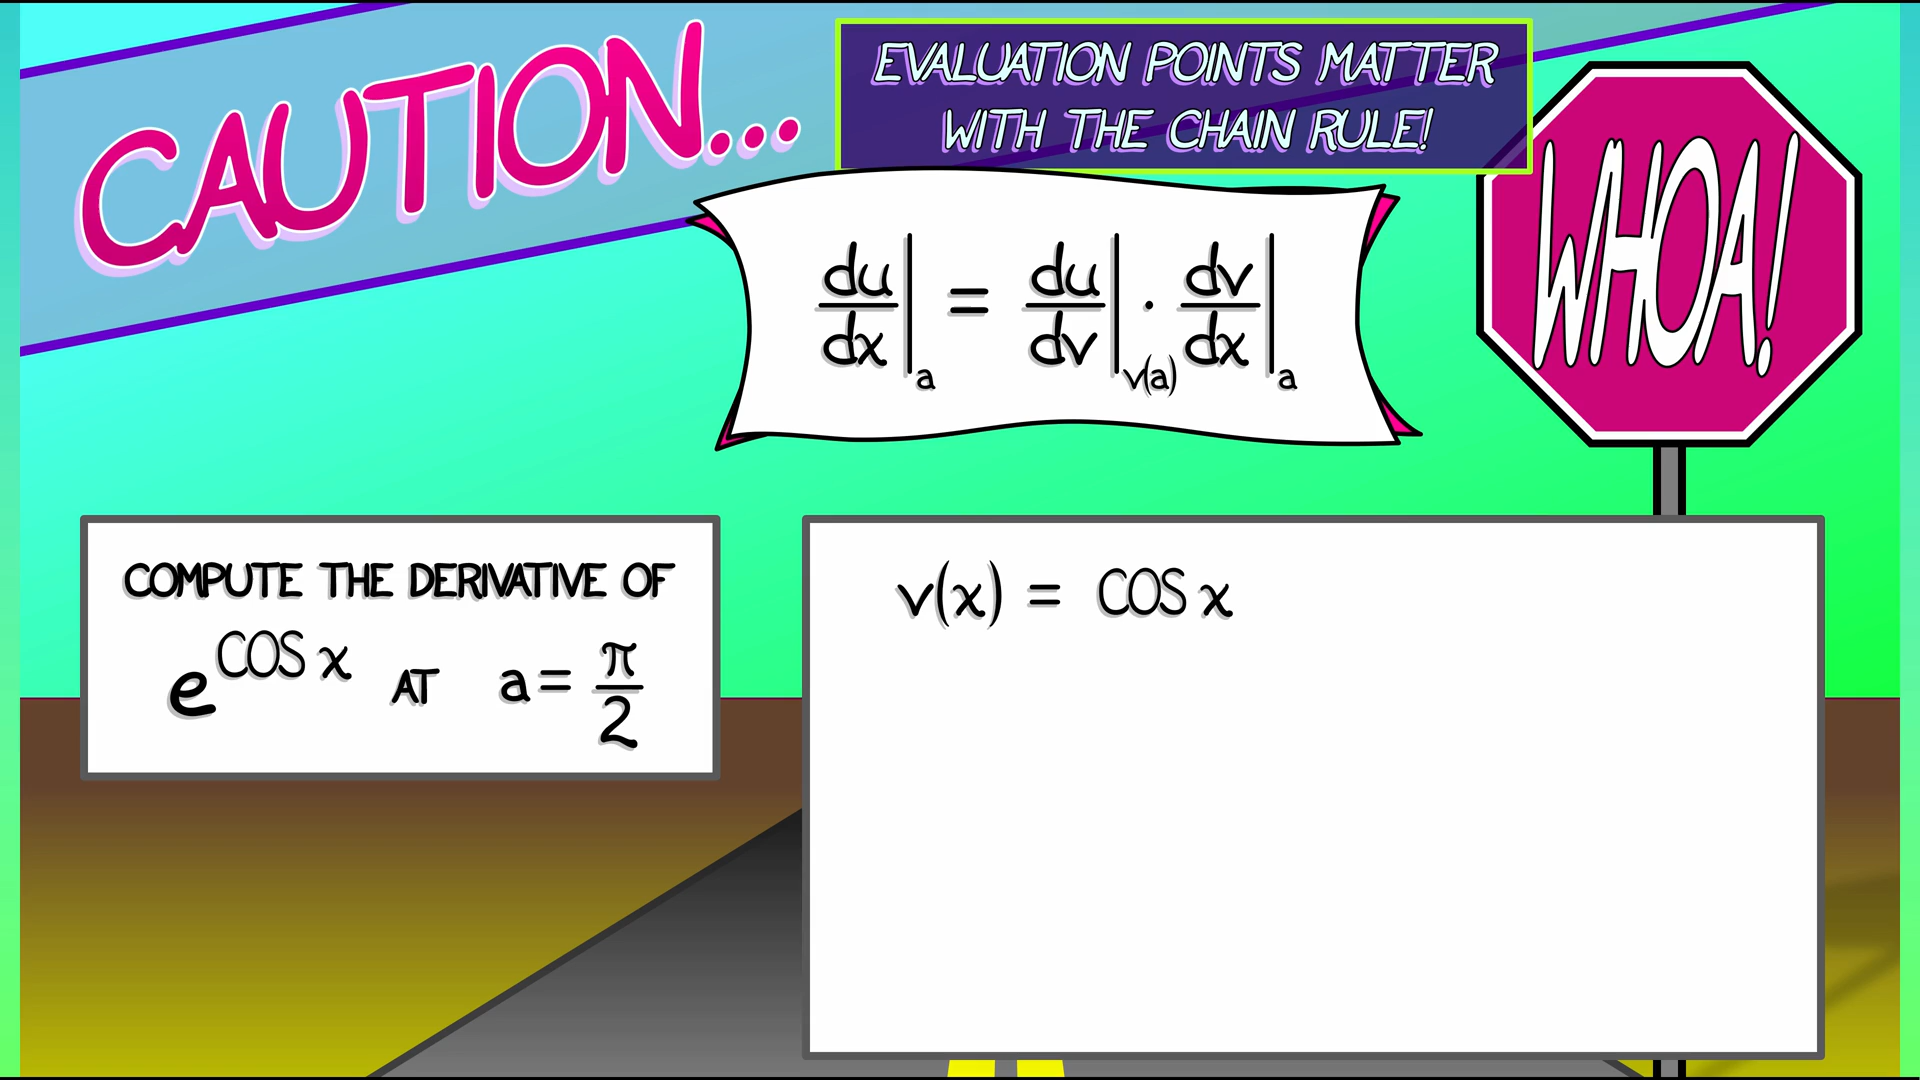 CAUTION...
EVALUATION POINTS MATTER
WITH THE CHAIN RULE!
WHOA!
du/dx|a = du/dv|v(a) · dv/dx|a
COMPUTE THE DERIVATIVE OF
e^COS x AT a = π/2
v(x) = COS x